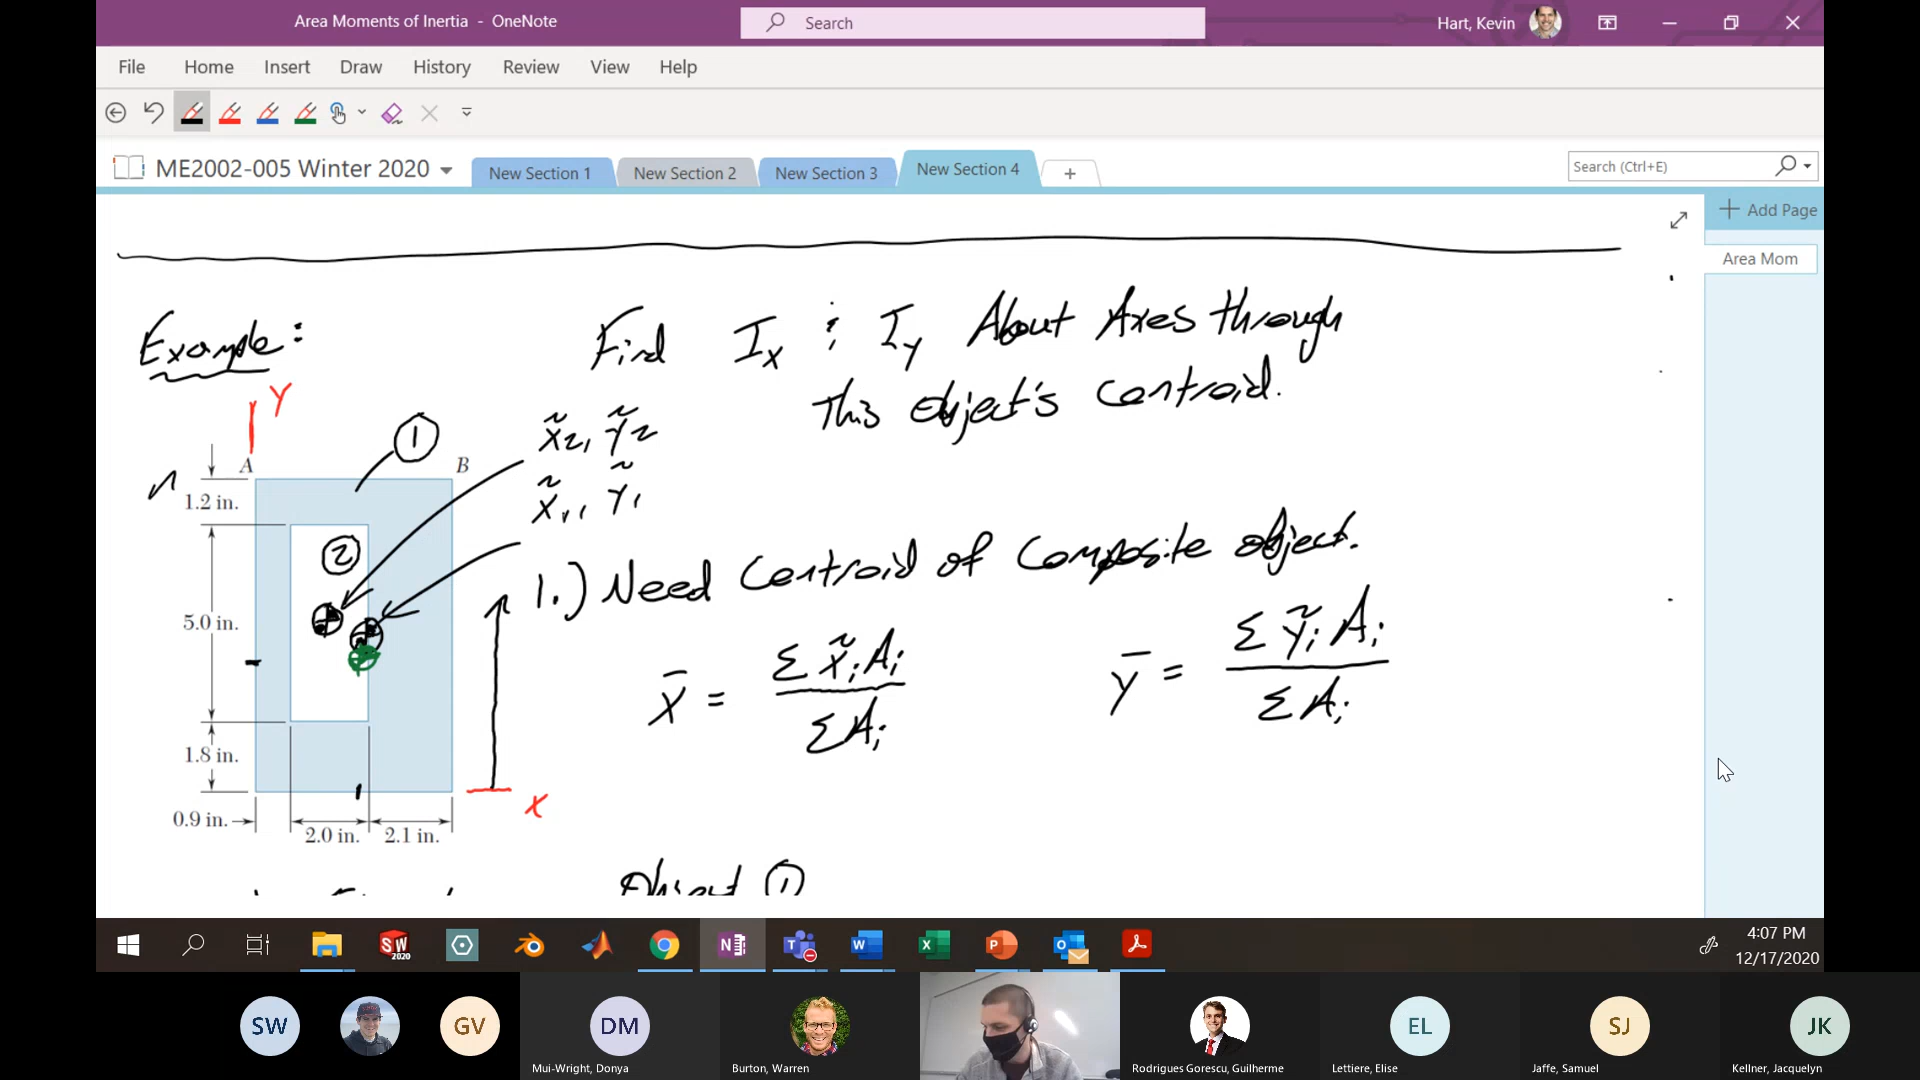 Area Moments of Inertia - OneNote
Search
Hart, Kevin
File Home Insert Draw History Review View Help
ME2002-005 Winter 2020
New Section 1
New Section 2
New Section 3
New Section 4
+
Search (Ctrl+E)
+ Add Page
Area Mom
Example:
Find Ix & Iy About Axes through
This object's centroid.
Y
1
x̃2, ỹ2
x̃1, ỹ1
A
B
1.2 in.
2
5.0 in.
1.8 in.
0.9 in.
2.0 in.
2.1 in.
x
1.) Need Centroid of Composite object.
x̄ = Σx̃iAi / ΣAi
ȳ = ΣỹiAi / ΣAi
Object 1
SW
2020
N
W
X
P
O
4:07 PM
12/17/2020
SW
GV
DM
Mui-Wright, Donya
Burton, Warren
Rodrigues Gorescu, Guilherme
EL
Lettiere, Elise
SJ
Jaffe, Samuel
JK
Kellner, Jacquelyn